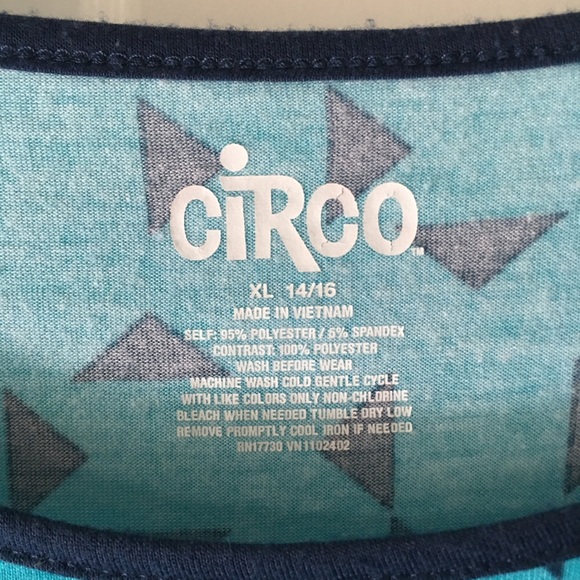 CiRCO™
XL 14/16
MADE IN VIETNAM
SELF: 95% POLYESTER / 5% SPANDEX
CONTRAST: 100% POLYESTER
WASH BEFORE WEAR
MACHINE WASH COLD GENTLE CYCLE
WITH LIKE COLORS ONLY NON-CHLORINE
BLEACH WHEN NEEDED TUMBLE DRY LOW
REMOVE PROMPTLY COOL IRON IF NEEDED
RN17730 VN1102402